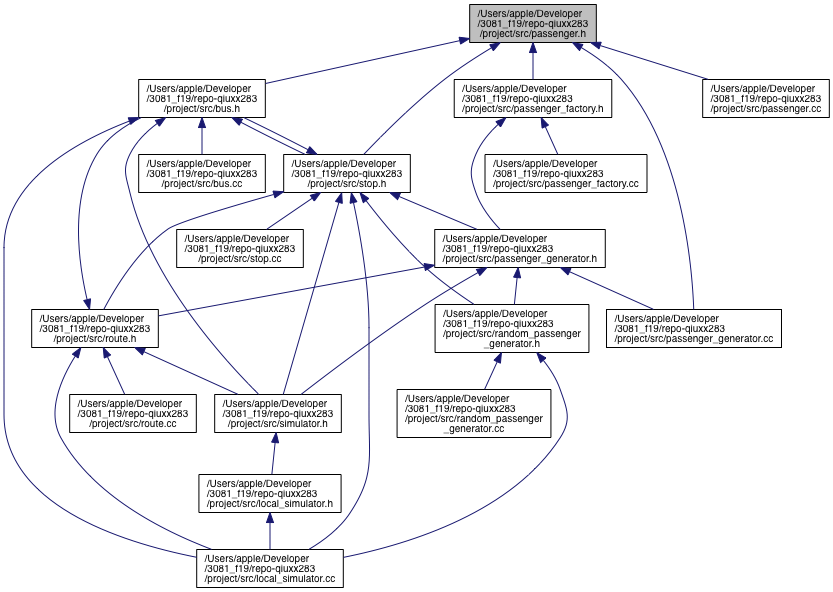 /Users/apple/Developer
/3081_f19/repo-qiuxx283
/project/src/passenger.h
/Users/apple/Developer
/3081_f19/repo-qiuxx283
/project/src/bus.h
/Users/apple/Developer
/3081_f19/repo-qiuxx283
/project/src/passenger_factory.h
/Users/apple/Developer
/3081_f19/repo-qiuxx283
/project/src/passenger.cc
/Users/apple/Developer
/3081_f19/repo-qiuxx283
/project/src/bus.cc
/Users/apple/Developer
/3081_f19/repo-qiuxx283
/project/src/stop.h
/Users/apple/Developer
/3081_f19/repo-qiuxx283
/project/src/passenger_factory.cc
/Users/apple/Developer
/3081_f19/repo-qiuxx283
/project/src/stop.cc
/Users/apple/Developer
/3081_f19/repo-qiuxx283
/project/src/passenger_generator.h
/Users/apple/Developer
/3081_f19/repo-qiuxx283
/project/src/route.h
/Users/apple/Developer
/3081_f19/repo-qiuxx283
/project/src/random_passenger
_generator.h
/Users/apple/Developer
/3081_f19/repo-qiuxx283
/project/src/passenger_generator.cc
/Users/apple/Developer
/3081_f19/repo-qiuxx283
/project/src/route.cc
/Users/apple/Developer
/3081_f19/repo-qiuxx283
/project/src/simulator.h
/Users/apple/Developer
/3081_f19/repo-qiuxx283
/project/src/random_passenger
_generator.cc
/Users/apple/Developer
/3081_f19/repo-qiuxx283
/project/src/local_simulator.h
/Users/apple/Developer
/3081_f19/repo-qiuxx283
/project/src/local_simulator.cc